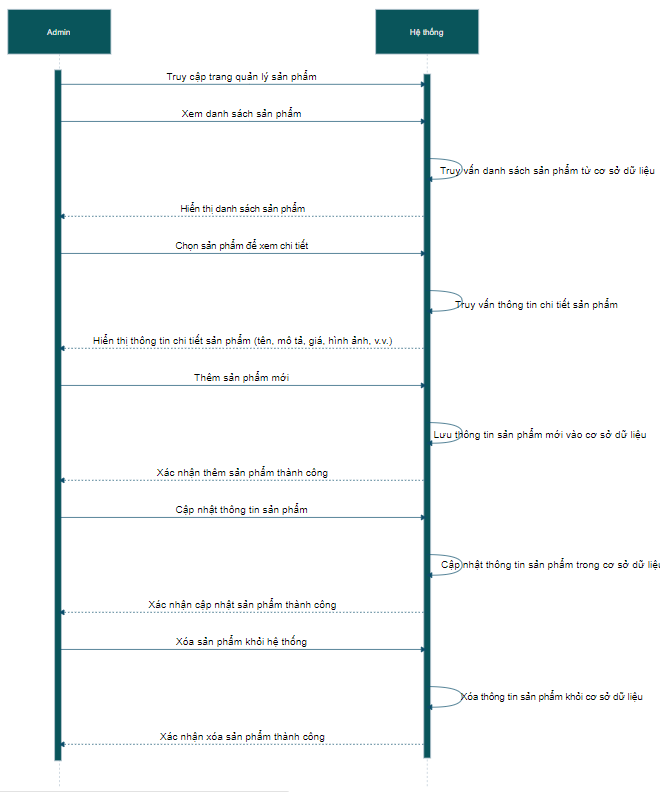 Admin
Hệ thống
Truy cập trang quản lý sản phẩm
Xem danh sách sản phẩm
Truy vấn danh sách sản phẩm từ cơ sở dữ liệu
Hiển thị danh sách sản phẩm
Chọn sản phẩm để xem chi tiết
Truy vấn thông tin chi tiết sản phẩm
Hiển thị thông tin chi tiết sản phẩm (tên, mô tả, giá, hình ảnh, v.v.)
Thêm sản phẩm mới
Lưu thông tin sản phẩm mới vào cơ sở dữ liệu
Xác nhận thêm sản phẩm thành công
Cập nhật thông tin sản phẩm
Cập nhật thông tin sản phẩm trong cơ sở dữ liệu
Xác nhận cập nhật sản phẩm thành công
Xóa sản phẩm khỏi hệ thống
Xóa thông tin sản phẩm khỏi cơ sở dữ liệu
Xác nhận xóa sản phẩm thành công